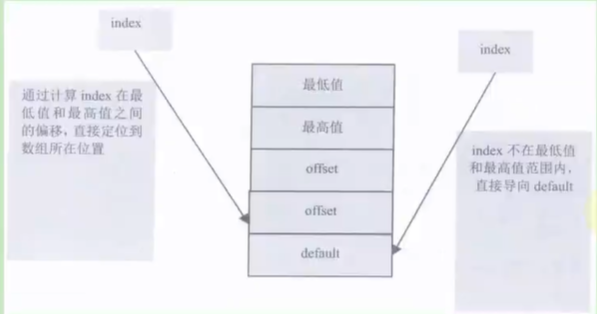 index
通过计算 index 在最
低值和最高值之间
的偏移，直接定位到
数组所在位置
最低值
最高值
offset
offset
default
index
index 不在最低值
和最高值范围内，
直接导向 default